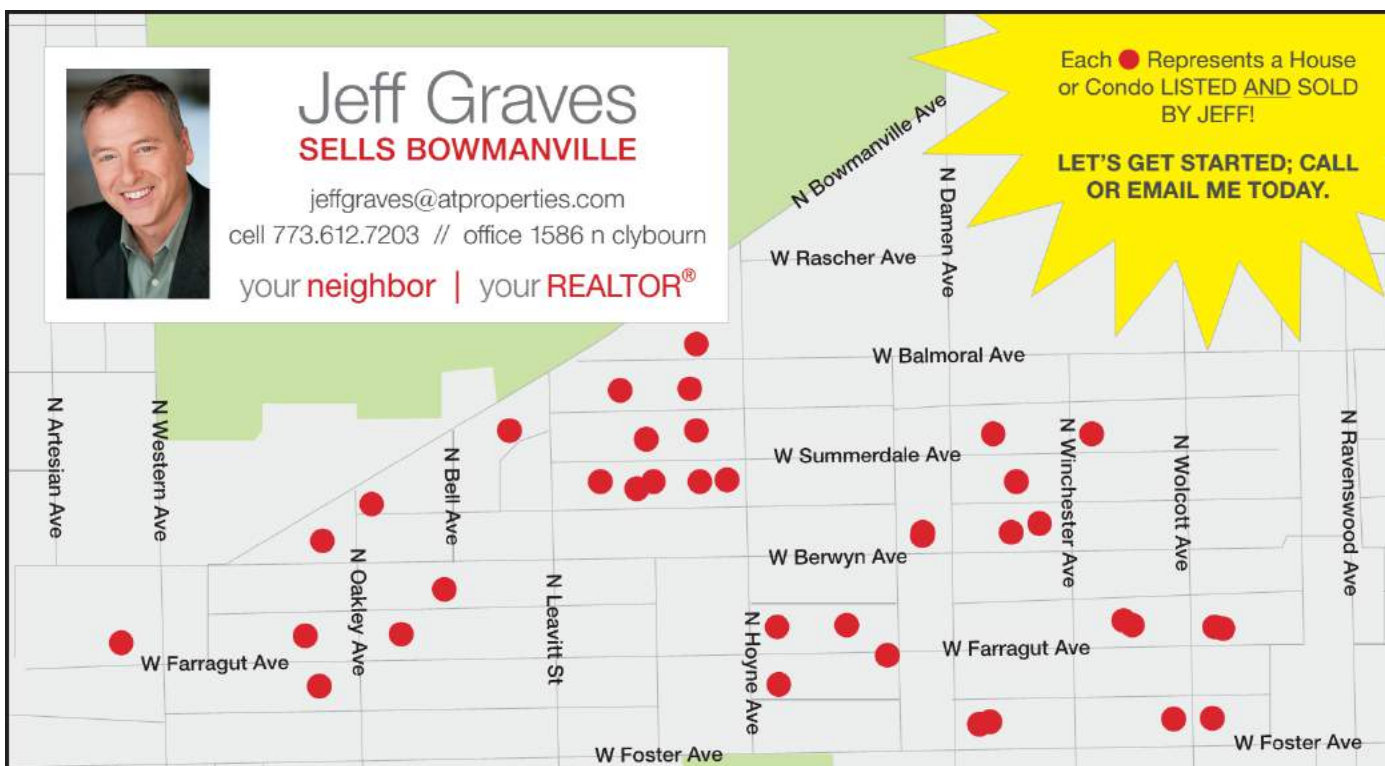 Jeff Graves
SELLS BOWMANVILLE
jeffgraves@atproperties.com
cell 773.612.7203 // office 1586 n clybourn
your neighbor | your REALTOR®
Each ● Represents a House
or Condo LISTED AND SOLD
BY JEFF!
LET'S GET STARTED; CALL
OR EMAIL ME TODAY.
N Bowmanville Ave
N Damen Ave
W Rascher Ave
W Balmoral Ave
N Artesian Ave
N Western Ave
N Bell Ave
W Summerdale Ave
N Winchester Ave
N Wolcott Ave
N Ravenswood Ave
N Oakley Ave
N Leavitt St
W Berwyn Ave
N Hoyne Ave
W Farragut Ave
W Farragut Ave
W Foster Ave
W Foster Ave